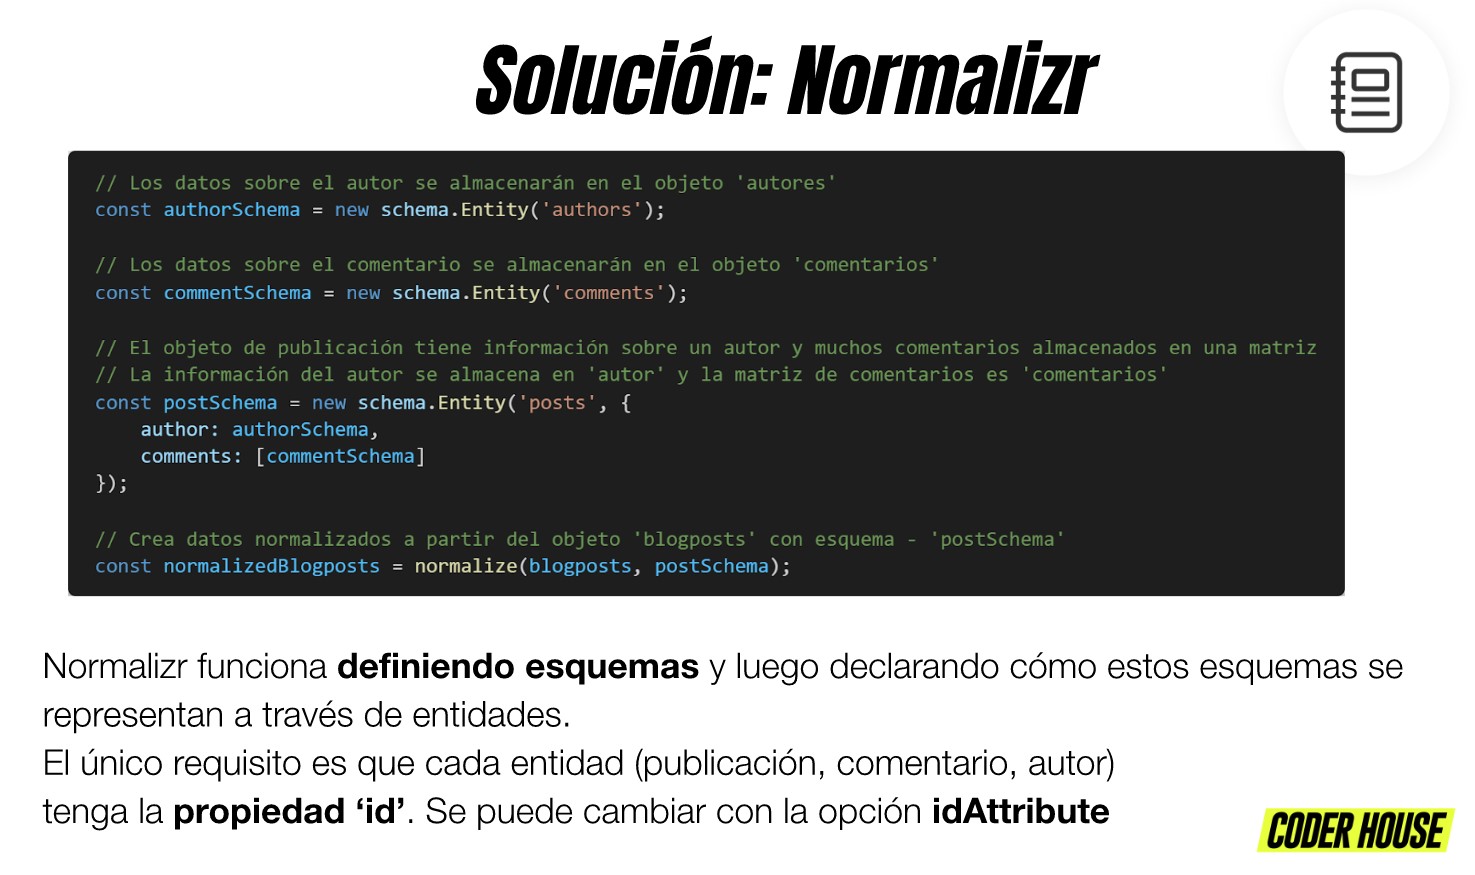 Solución: Normalizr
// Los datos sobre el autor se almacenarán en el objeto 'autores'
const authorSchema = new schema.Entity('authors');
// Los datos sobre el comentario se almacenarán en el objeto 'comentarios'
const commentSchema = new schema.Entity('comments');
// El objeto de publicación tiene información sobre un autor y muchos comentarios almacenados en una matriz
// La información del autor se almacena en 'autor' y la matriz de comentarios es 'comentarios'
const postSchema = new schema.Entity('posts', {
    author: authorSchema,
    comments: [commentSchema]
});
// Crea datos normalizados a partir del objeto 'blogposts' con esquema - 'postSchema'
const normalizedBlogposts = normalize(blogposts, postSchema);
Normalizr funciona definiendo esquemas y luego declarando cómo estos esquemas se
representan a través de entidades.
El único requisito es que cada entidad (publicación, comentario, autor)
tenga la propiedad ‘id’. Se puede cambiar con la opción idAttribute
CODER HOUSE